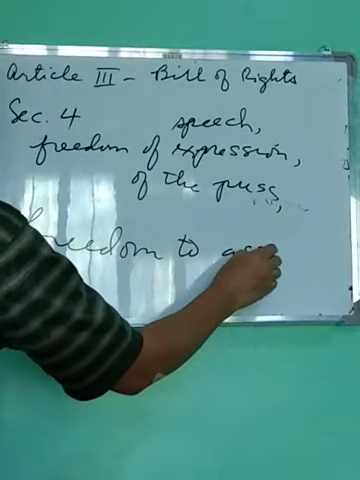 Article III - Bill of Rights
Sec. 4 speech,
freedom of expression,
of the press,
freedom to